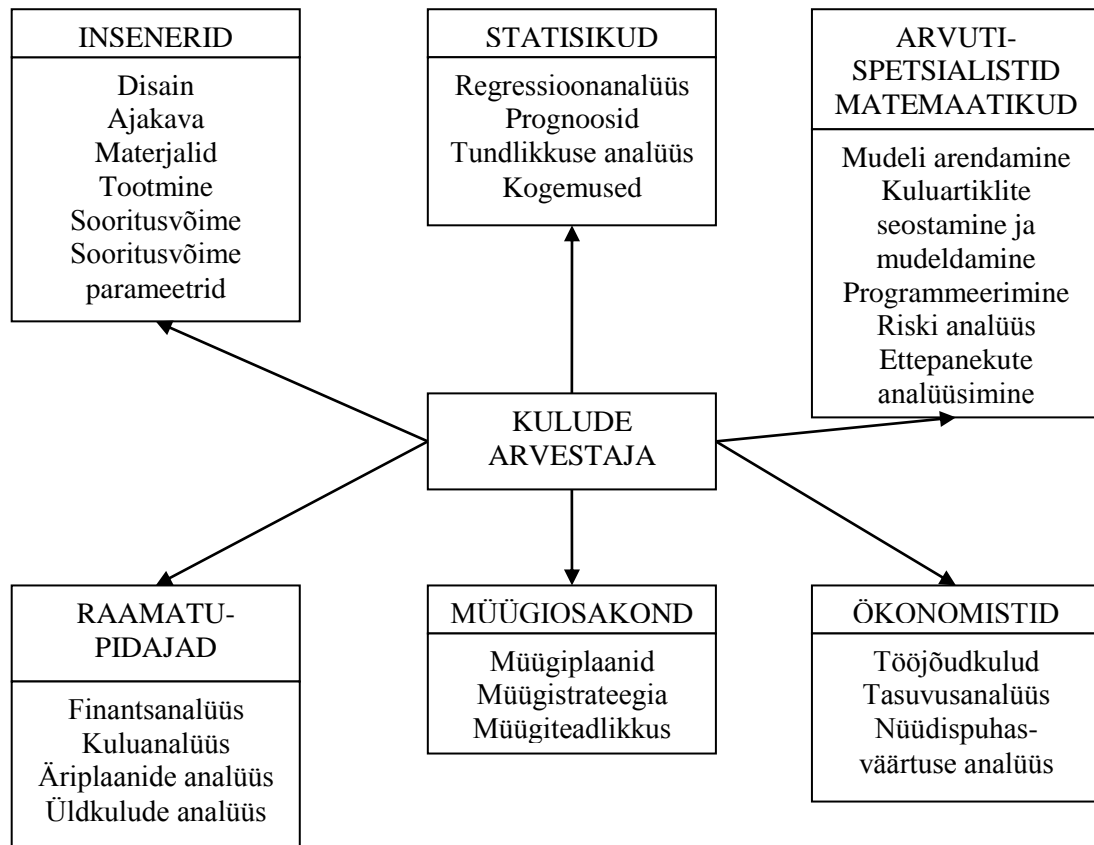 INSENERID
Disain
Ajakava
Materjalid
Tootmine
Sooritusvõime
Sooritusvõime
parameetrid
STATISIKUD
Regressioonanalüüs
Prognoosid
Tundlikkuse analüüs
Kogemused
ARVUTI-
SPETSIALISTID
MATEMAATIKUD
Mudeli arendamine
Kuluartiklite
seostamine ja
mudeldamine
Programmeerimine
Riski analüüs
Ettepanekute
analüüsimine
KULUDE
ARVESTAJA
RAAMATU-
PIDAJAD
Finantsanalüüs
Kuluanalüüs
Äriplaanide analüüs
Üldkulude analüüs
MÜÜGIOSAKOND
Müügiplaanid
Müügistrateegia
Müügiteadlikkus
ÖKONOMISTID
Tööjõudkulud
Tasuvusanalüüs
Nüüdispuhas-
väärtuse analüüs